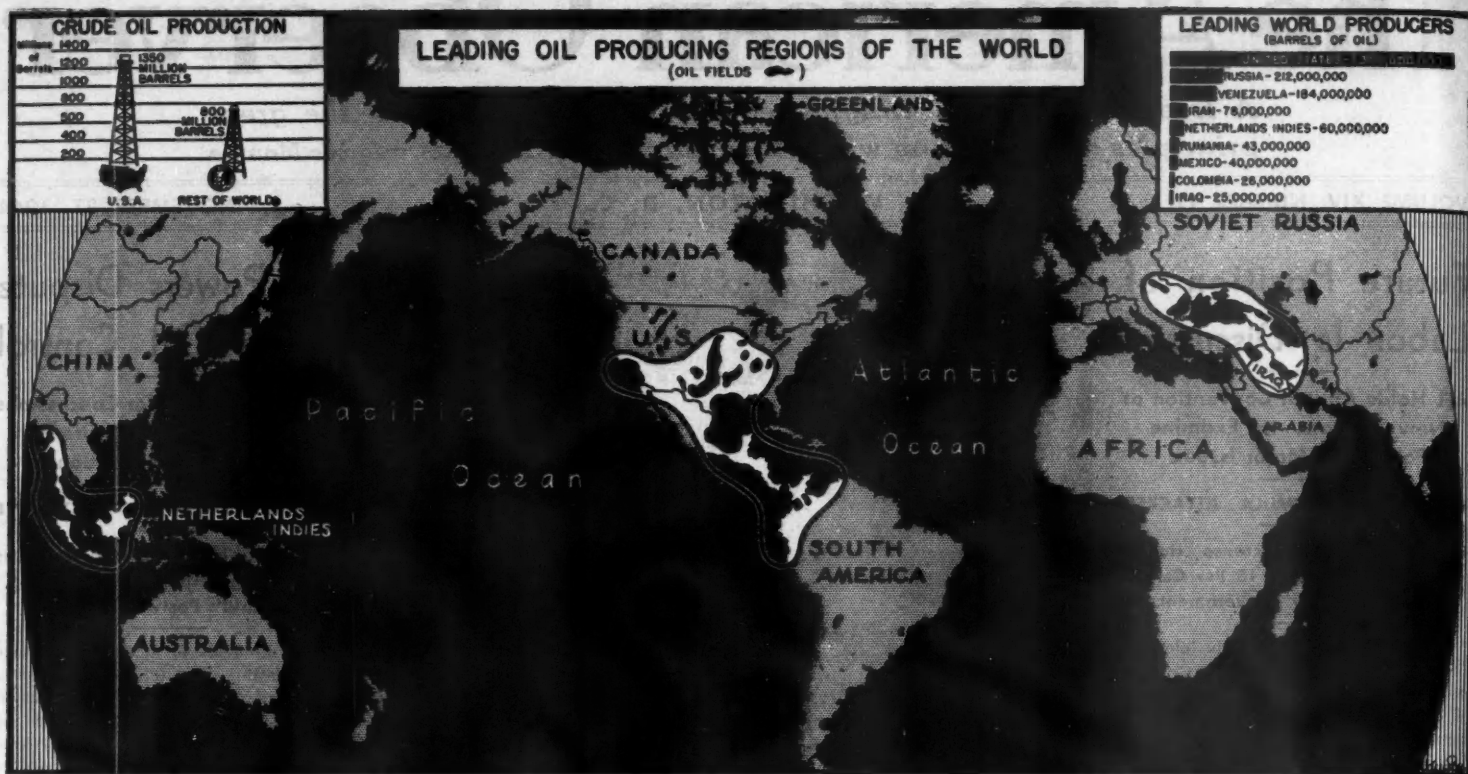 CRUDE OIL PRODUCTION
Millions
of
Barrels
1400
1200
1000
800
600
400
200
1350
MILLION
BARRELS
800
MILLION
BARRELS
U.S.A.
REST OF WORLD
LEADING OIL PRODUCING REGIONS OF THE WORLD
(OIL FIELDS )
LEADING WORLD PRODUCERS
(BARRELS OF OIL)
UNITED STATES
RUSSIA-212,000,000
VENEZUELA-184,000,000
IRAN-78,000,000
NETHERLANDS INDIES-60,000,000
RUMANIA-43,000,000
MEXICO-40,000,000
COLOMBIA-26,000,000
IRAQ-25,000,000
GREENLAND
ALASKA
CANADA
SOVIET RUSSIA
U.S.
CHINA
IRAQ
IRAN
Atlantic
Ocean
Pacific
Ocean
ARABIA
AFRICA
NETHERLANDS
INDIES
SOUTH
AMERICA
AUSTRALIA